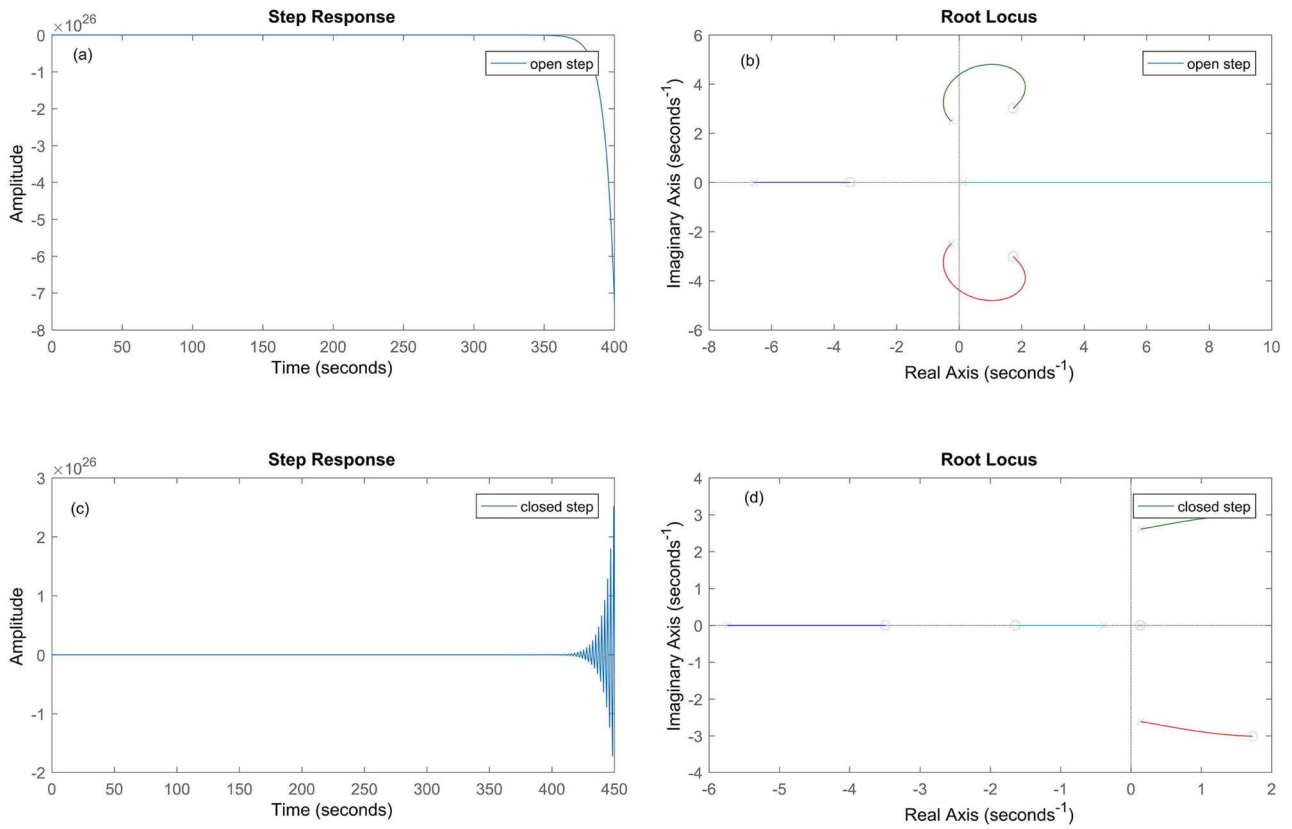 Step Response
×10^26
(a)
open step
0
-1
-2
-3
-4
-5
-6
-7
-8
Amplitude
0 50 100 150 200 250 300 350 400
Time (seconds)
Root Locus
(b)
open step
6
4
2
0
-2
-4
-6
Imaginary Axis (seconds^-1)
-8 -6 -4 -2 0 2 4 6 8 10
Real Axis (seconds^-1)
Step Response
×10^26
(c)
closed step
3
2
1
0
-1
-2
Amplitude
0 50 100 150 200 250 300 350 400 450
Time (seconds)
Root Locus
(d)
closed step
4
3
2
1
0
-1
-2
-3
-4
Imaginary Axis (seconds^-1)
-6 -5 -4 -3 -2 -1 0 1 2
Real Axis (seconds^-1)